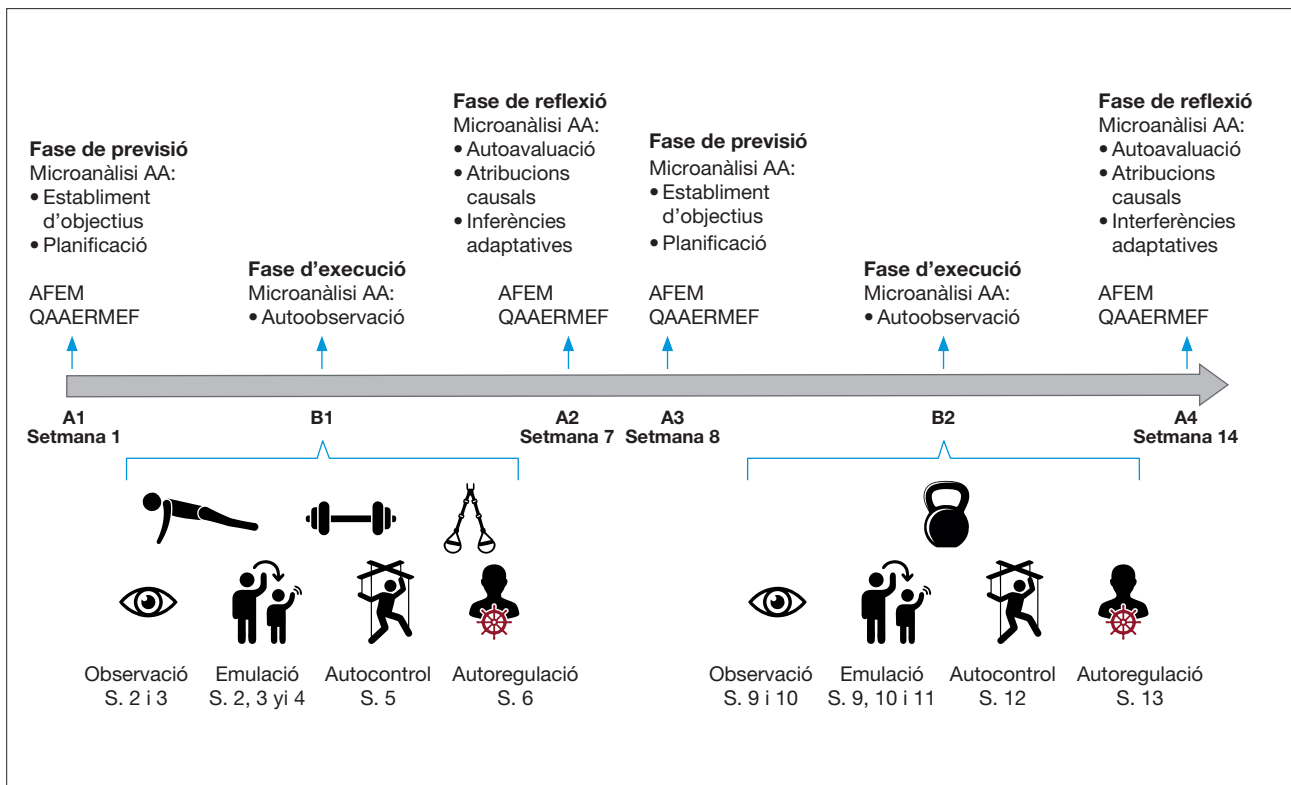 Fase de previsió
Microanàlisi AA:
• Establiment
d'objectius
• Planificació
AFEM
QAAERMEF
Fase d'execució
Microanàlisi AA:
• Autoobservació
Fase de reflexió
Microanàlisi AA:
• Autoavaluació
• Atribucions
causals
• Inferències
adaptatives
AFEM
QAAERMEF
Fase de previsió
Microanàlisi AA:
• Establiment
d'objectius
• Planificació
AFEM
QAAERMEF
Fase d'execució
Microanàlisi AA:
• Autoobservació
Fase de reflexió
Microanàlisi AA:
• Autoavaluació
• Atribucions
causals
• Interferències
adaptatives
AFEM
QAAERMEF
A1
Setmana 1
B1
A2
Setmana 7
A3
Setmana 8
B2
A4
Setmana 14
Observació
S. 2 i 3
Emulació
S. 2, 3 yi 4
Autocontrol
S. 5
Autoregulació
S. 6
Observació
S. 9 i 10
Emulació
S. 9, 10 i 11
Autocontrol
S. 12
Autoregulació
S. 13